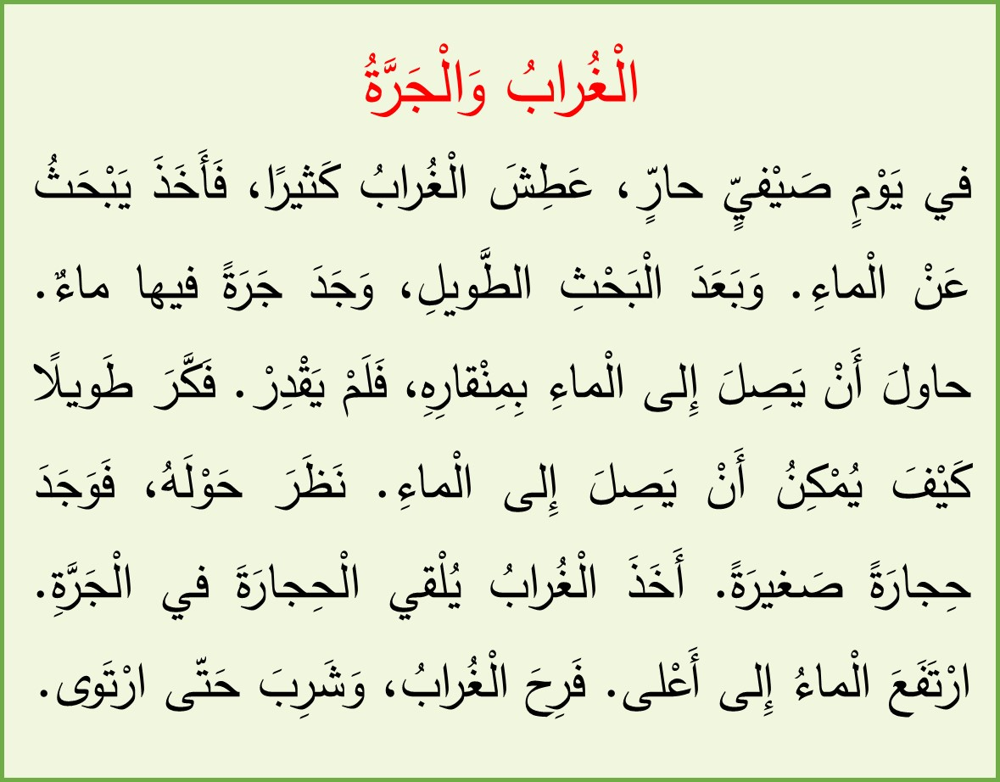 الْغُرابُ وَالْجَرَّةُ
في يَوْمٍ صَيْفيٍّ حارٍّ، عَطِشَ الْغُرابُ كَثيرًا، فَأَخَذَ يَبْحَثُ
عَنْ الْماءِ. وَبَعَدَ الْبَحْثِ الطَّويلِ، وَجَدَ جَرَةً فيها ماءٌ.
حاولَ أَنْ يَصِلَ إِلى الْماءِ بِمِنْقارِهِ، فَلَمْ يَقْدِرْ. فَكَّرَ طَويلًا
كَيْفَ يُمْكِنُ أَنْ يَصِلَ إِلى الْماءِ. نَظَرَ حَوْلَهُ، فَوَجَدَ
حِجارَةً صَغيرَةً. أَخَذَ الْغُرابُ يُلْقي الْحِجارَةَ في الْجَرَّةِ.
ارْتَفَعَ الْماءُ إِلى أَعْلى. فَرِحَ الْغُرابُ، وَشَرِبَ حَتّى ارْتَوى.